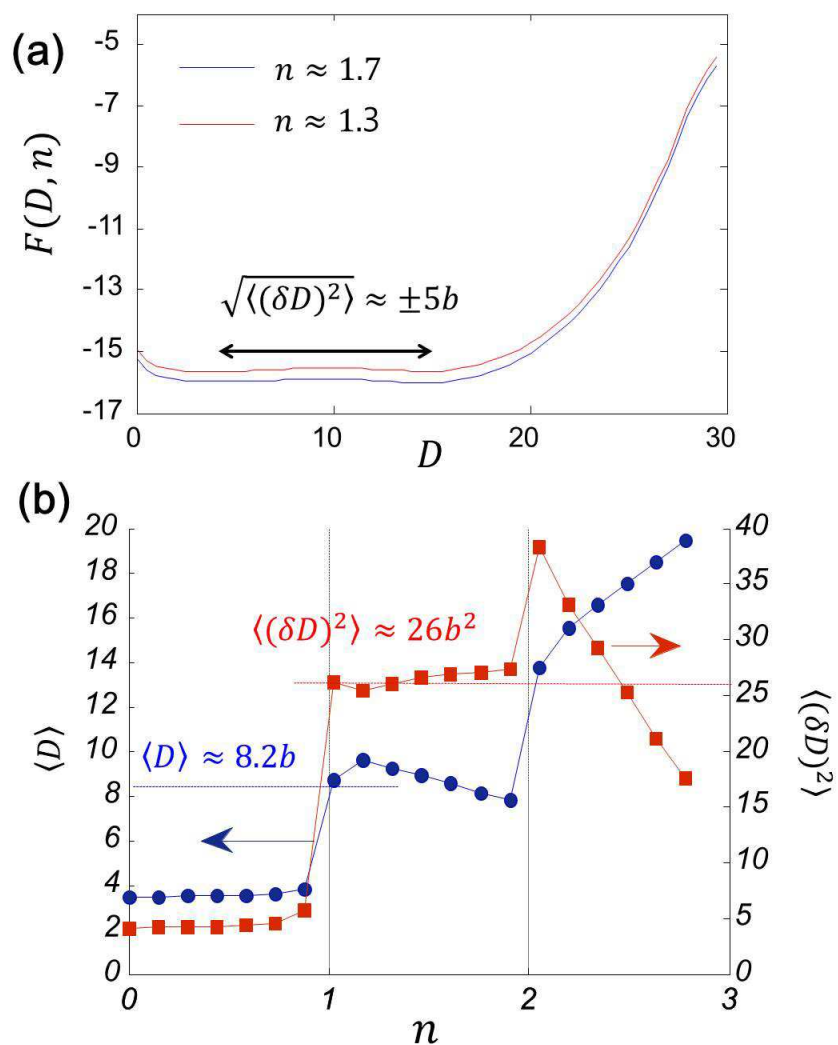 (a)
F(D, n)
-5
-7
-9
-11
-13
-15
-17
n ≈ 1.7
n ≈ 1.3
√⟨(δD)²⟩ ≈ ±5b
0 10 20 30
D
(b)
⟨D⟩
20
18
16
14
12
10
8
6
4
2
0
⟨(δD)²⟩ ≈ 26b²
⟨D⟩ ≈ 8.2b
40
35
30
25
20
15
10
5
0
⟨(δD)²⟩
0 1 2 3
n